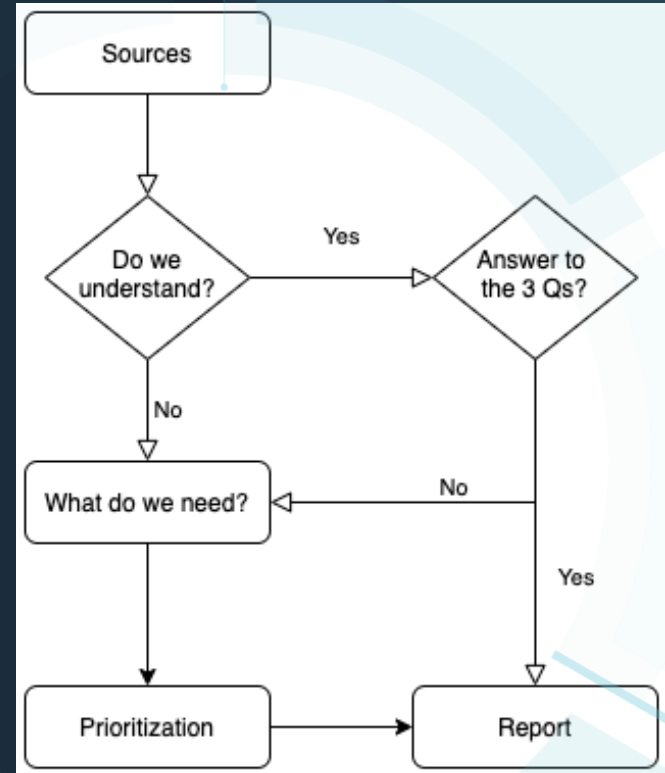 Sources
Do we
understand?
Yes
Answer to
the 3 Qs?
No
What do we need?
No
Yes
Prioritization
Report